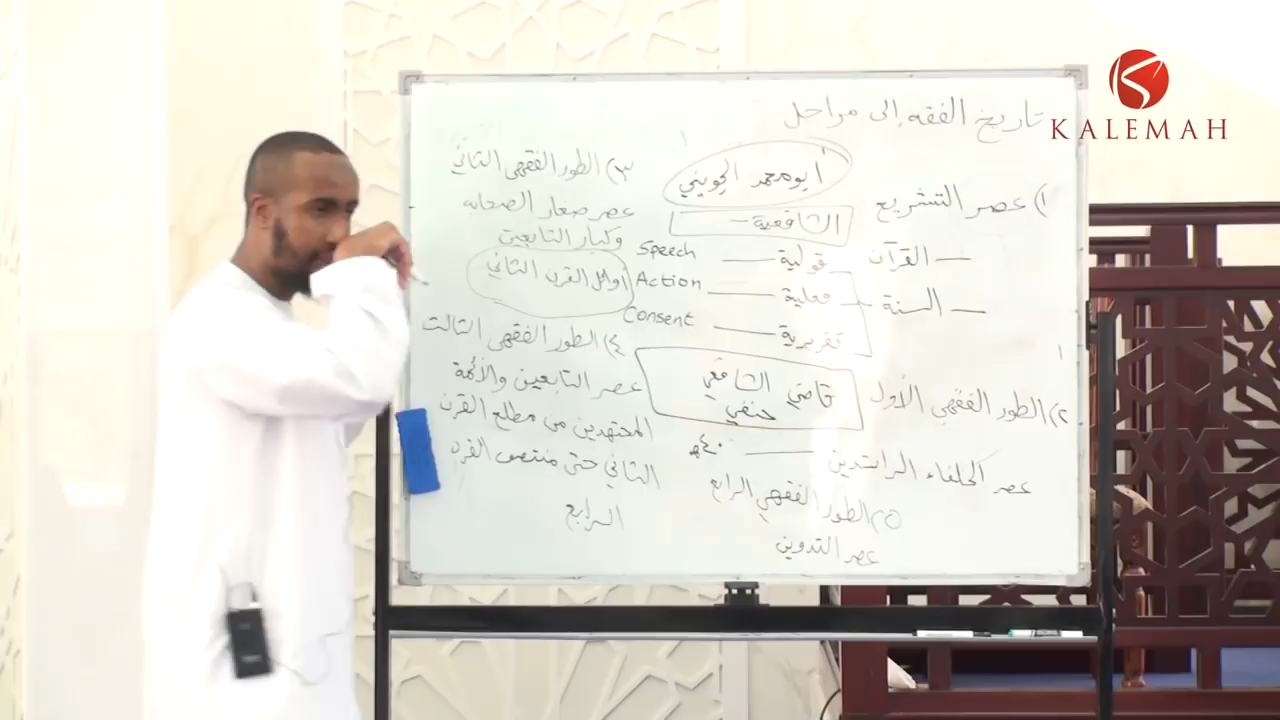 KALEMAH
تاريخ الفقه إلى مراحل
١) عصر التشريع
— القرآن
— السنة
قولية — Speech
فعلية — Action
تقريرية — Consent
أبو محمد الجويني
الشافعية —
قاضي الشافعي
حنفي
٢) الطور الفقهي الأول
عصر الخلفاء الراشدين — ٤٠هـ
٣) الطور الفقهي الثاني
عصر صغار الصحابة
وكبار التابعين
أوائل القرن الثاني
٤) الطور الفقهي الثالث
عصر التابعين والأئمة
المجتهدين من مطلع القرن
الثاني حتى منتصف القرن
الرابع
٥) الطور الفقهي الرابع
عصر التدوين